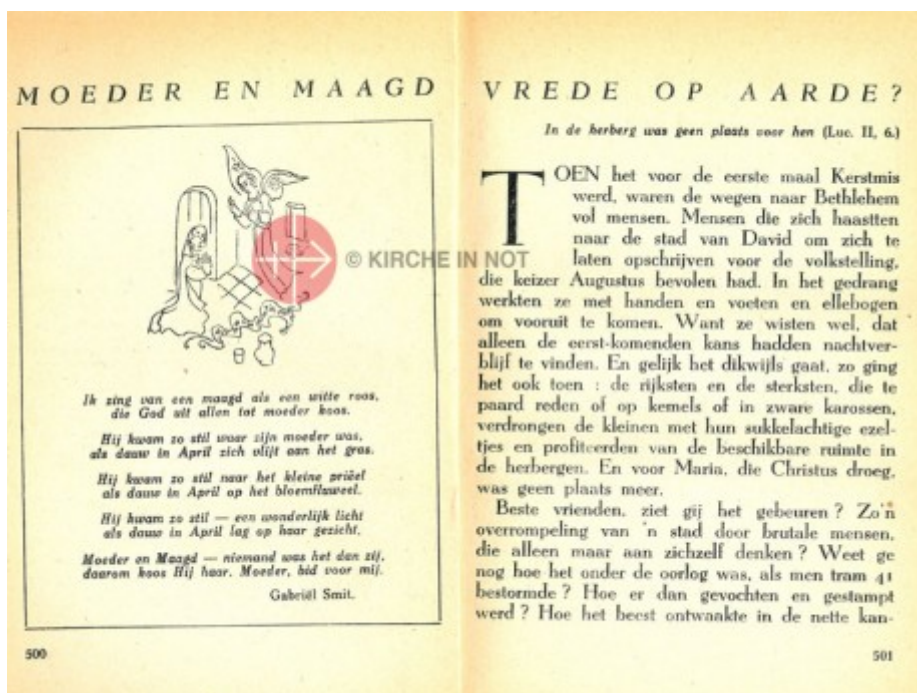 MOEDER EN MAAGD
Ik zing van een maagd als een witte roos,
die God uit allen tot moeder koos.
Hij kwam zo stil waar zijn moeder was,
als dauw in April zich vlijt aan het gras.
Hij kwam zo stil naar het kleine priëel
als dauw in April op het bloemfluweel.
Hij kwam zo stil — een wonderlijk licht
als dauw in April lag op haar gezicht.
Moeder en Maagd — niemand was het dan zij,
daarom koos Hij haar. Moeder, bid voor mij.
Gabriël Smit.
500
VREDE OP AARDE?
In de herberg was geen plaats voor hen (Luc. II, 6.)
TOEN het voor de eerste maal Kerstmis
werd, waren de wegen naar Bethlehem
vol mensen. Mensen die zich haastten
naar de stad van David om zich te
laten opschrijven voor de volkstelling,
die keizer Augustus bevolen had. In het gedrang
werkten ze met handen en voeten en ellebogen
om vooruit te komen. Want ze wisten wel, dat
alleen de eerst-komenden kans hadden nachtver-
blijf te vinden. En gelijk het dikwijls gaat, zo ging
het ook toen : de rijksten en de sterksten, die te
paard reden of op kemels of in zware karossen,
verdrongen de kleinen met hun sukkelachtige ezel-
tjes en profiteerden van de beschikbare ruimte in
de herbergen. En voor Maria, die Christus droeg,
was geen plaats meer.
Beste vrienden, ziet gij het gebeuren ? Zo'n
overrompeling van 'n stad door brutale mensen,
die alleen maar aan zichzelf denken ? Weet ge
nog hoe het onder de oorlog was, als men tram 41
bestormde ? Hoe er dan gevochten en gestampt
werd ? Hoe het beest ontwaakte in de nette kan-
501
© KIRCHE IN NOT